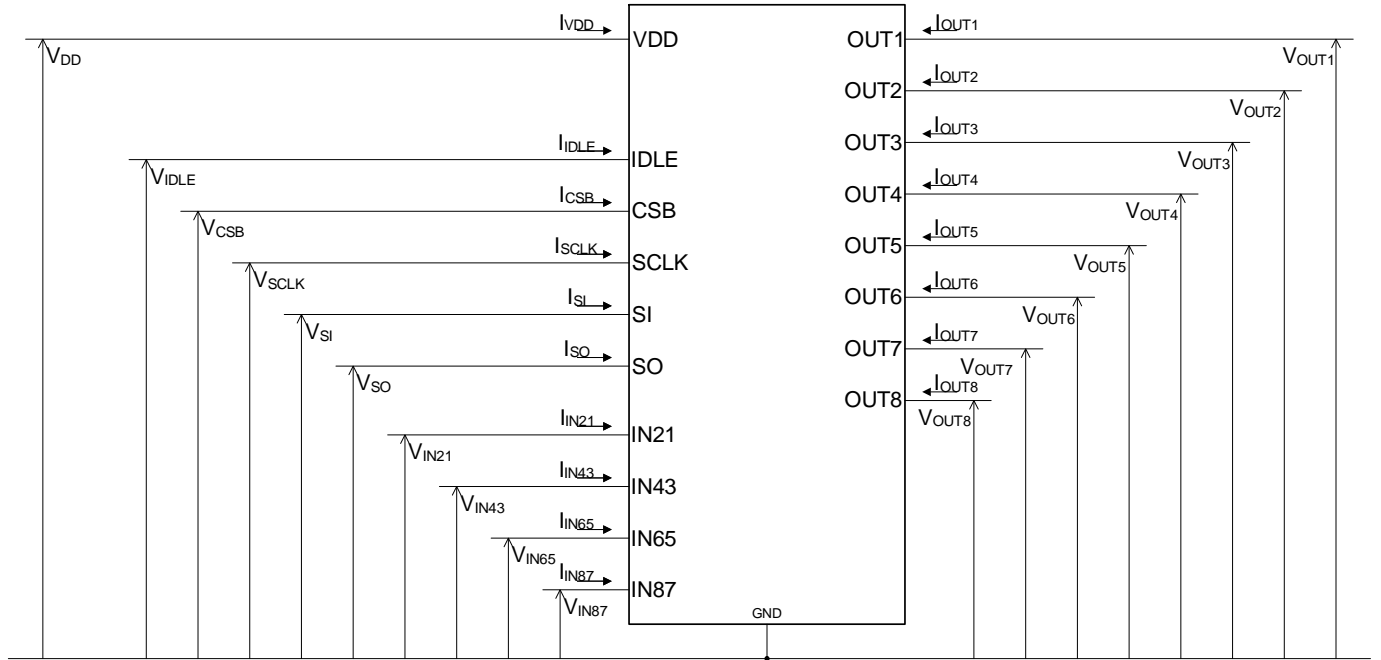 IVDD VDD OUT1 IOUT1
VDD VOUT1
OUT2 IOUT2
VOUT2
IIDLE IDLE OUT3 IOUT3
VIDLE VOUT3
ICSB CSB OUT4 IOUT4
VCSB VOUT4
ISCLK SCLK OUT5 IOUT5
VSCLK VOUT5
ISI SI OUT6 IOUT6
VSI VOUT6
ISO SO OUT7 IOUT7
VSO VOUT7
OUT8 IOUT8
VOUT8
IIN21 IN21
VIN21
IIN43 IN43
VIN43
IIN65 IN65
VIN65
IIN87 IN87
VIN87
GND